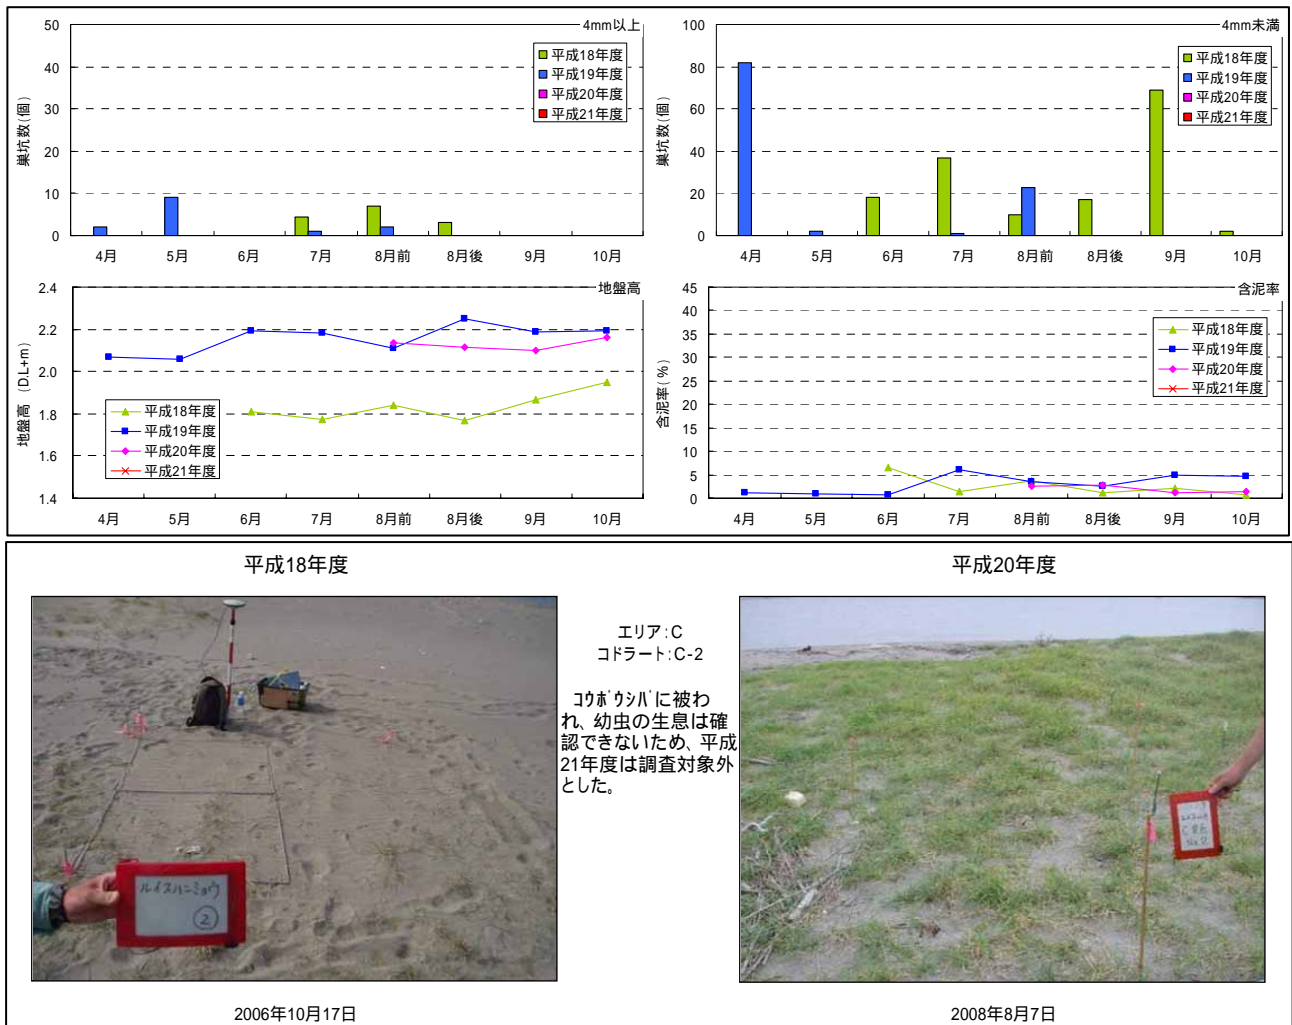 4mm以上
50
40
30
20
10
0
巣坑数(個)
平成18年度
平成19年度
平成20年度
平成21年度
4月 5月 6月 7月 8月前 8月後 9月 10月
4mm未満
100
80
60
40
20
0
巣坑数(個)
平成18年度
平成19年度
平成20年度
平成21年度
4月 5月 6月 7月 8月前 8月後 9月 10月
地盤高
2.4
2.2
2.0
1.8
1.6
1.4
地盤高 (D.L+m)
平成18年度
平成19年度
平成20年度
平成21年度
4月 5月 6月 7月 8月前 8月後 9月 10月
含泥率
45
40
35
30
25
20
15
10
5
0
含泥率(%)
平成18年度
平成19年度
平成20年度
平成21年度
4月 5月 6月 7月 8月前 8月後 9月 10月
平成18年度
ルイスハンミョウ
②
2006年10月17日
エリア:C
コドラート:C-2
コウボウシバに被わ
れ、幼虫の生息は確
認できないため、平成
21年度は調査対象外
とした。
平成20年度
2008年8月7日